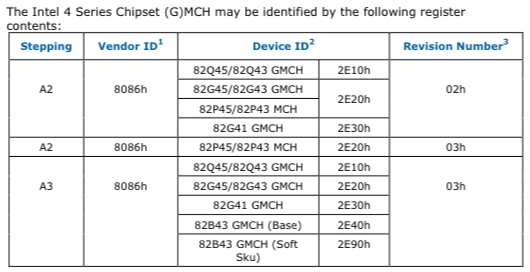 The Intel 4 Series Chipset (G)MCH may be identified by the following register
contents:
Stepping Vendor ID1 Device ID2 Revision Number3
82Q45/82Q43 GMCH 2E10h
A2 8086h 82G45/82G43 GMCH 2E20h 02h
82P45/82P43 MCH
82G41 GMCH 2E30h
A2 8086h 82P45/82P43 MCH 2E20h 03h
82Q45/82Q43 GMCH 2E10h
A3 8086h 82G45/82G43 GMCH 2E20h 03h
82G41 GMCH 2E30h
82B43 GMCH (Base) 2E40h
82B43 GMCH (Soft 2E90h
Sku)